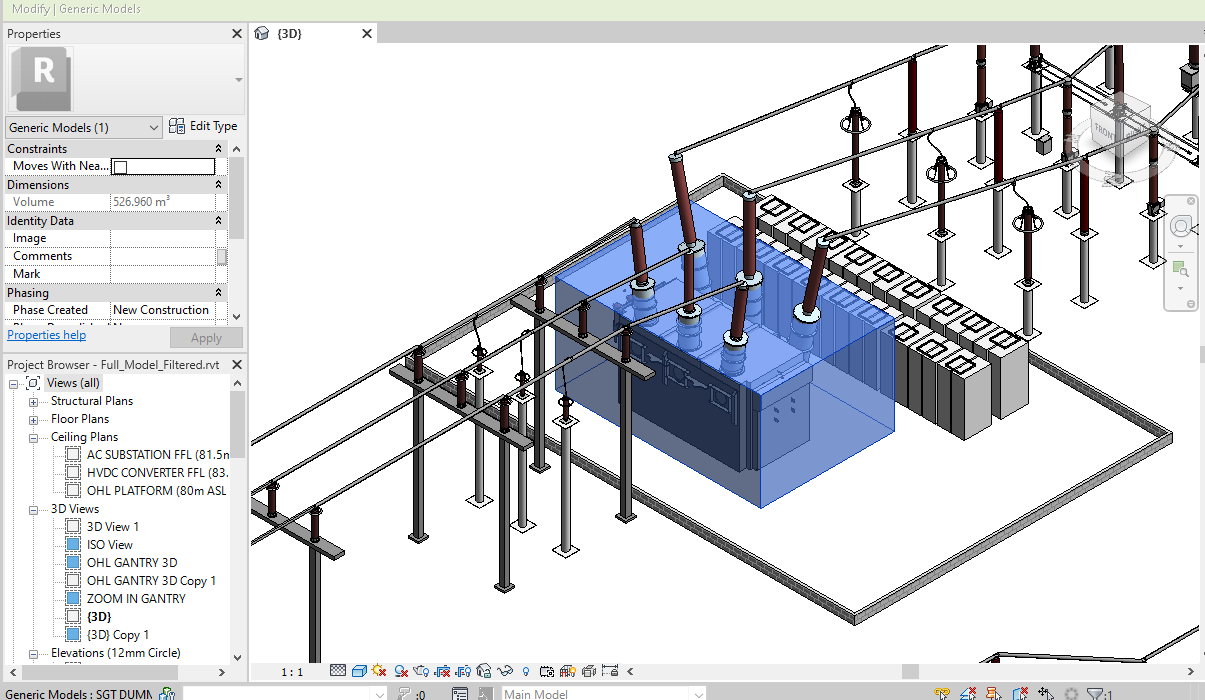 Modify | Generic Models
Properties
{3D}
R
Generic Models (1)
Edit Type
Constraints
Moves With Nea...
Dimensions
Volume
526.960 m³
Identity Data
Image
Comments
Mark
Phasing
Phase Created
New Construction
Properties help
Apply
Project Browser - Full_Model_Filtered.rvt
Views (all)
Structural Plans
Floor Plans
Ceiling Plans
AC SUBSTATION FFL (81.5m
HVDC CONVERTER FFL (83.
OHL PLATFORM (80m ASL
3D Views
3D View 1
ISO View
OHL GANTRY 3D
OHL GANTRY 3D Copy 1
ZOOM IN GANTRY
{3D}
{3D} Copy 1
Elevations (12mm Circle)
FRONT
1 : 1
Generic Models : SGT DUMM
:0
Main Model
:1